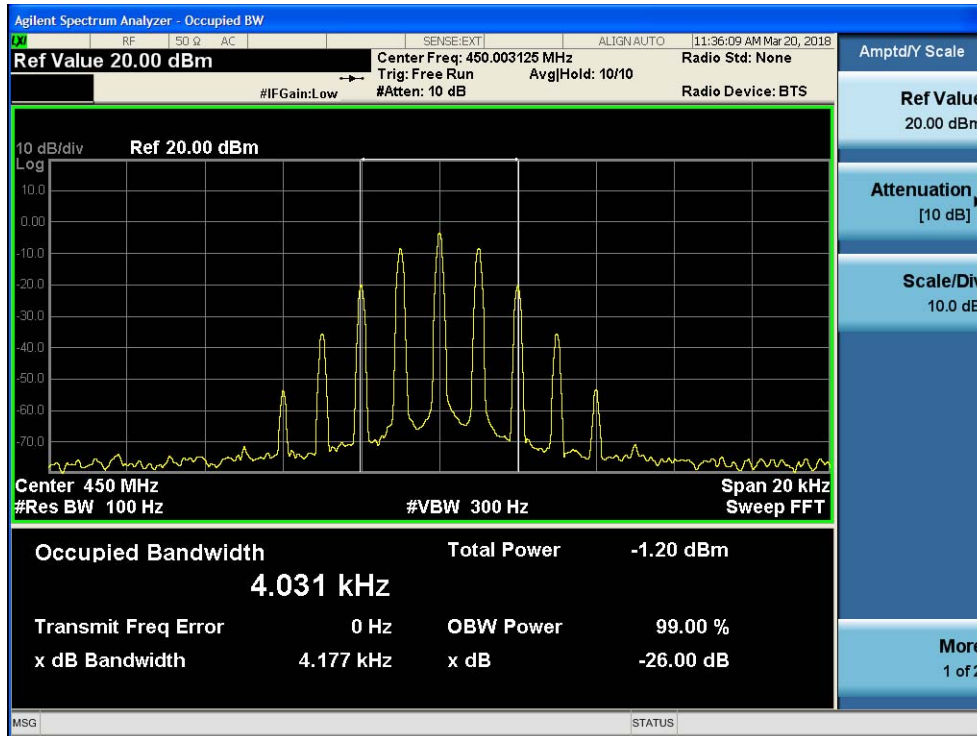 Agilent Spectrum Analyzer - Occupied BW
LXI RF 50 Ω AC SENSE:EXT ALIGN AUTO 11:36:09 AM Mar 20, 2018
Ref Value 20.00 dBm
Center Freq: 450.003125 MHz
Radio Std: None
Trig: Free Run Avg|Hold: 10/10
#IFGain:Low #Atten: 10 dB Radio Device: BTS
10 dB/div Ref 20.00 dBm
Log
10.0
0.00
-10.0
-20.0
-30.0
-40.0
-50.0
-60.0
-70.0
Center 450 MHz Span 20 kHz
#Res BW 100 Hz #VBW 300 Hz Sweep FFT
Occupied Bandwidth Total Power -1.20 dBm
4.031 kHz
Transmit Freq Error 0 Hz OBW Power 99.00 %
x dB Bandwidth 4.177 kHz x dB -26.00 dB
MSG STATUS
Amptd/Y Scale
Ref Value
20.00 dBm
Attenuation
[10 dB]
Scale/Div
10.0 dB
More
1 of 2